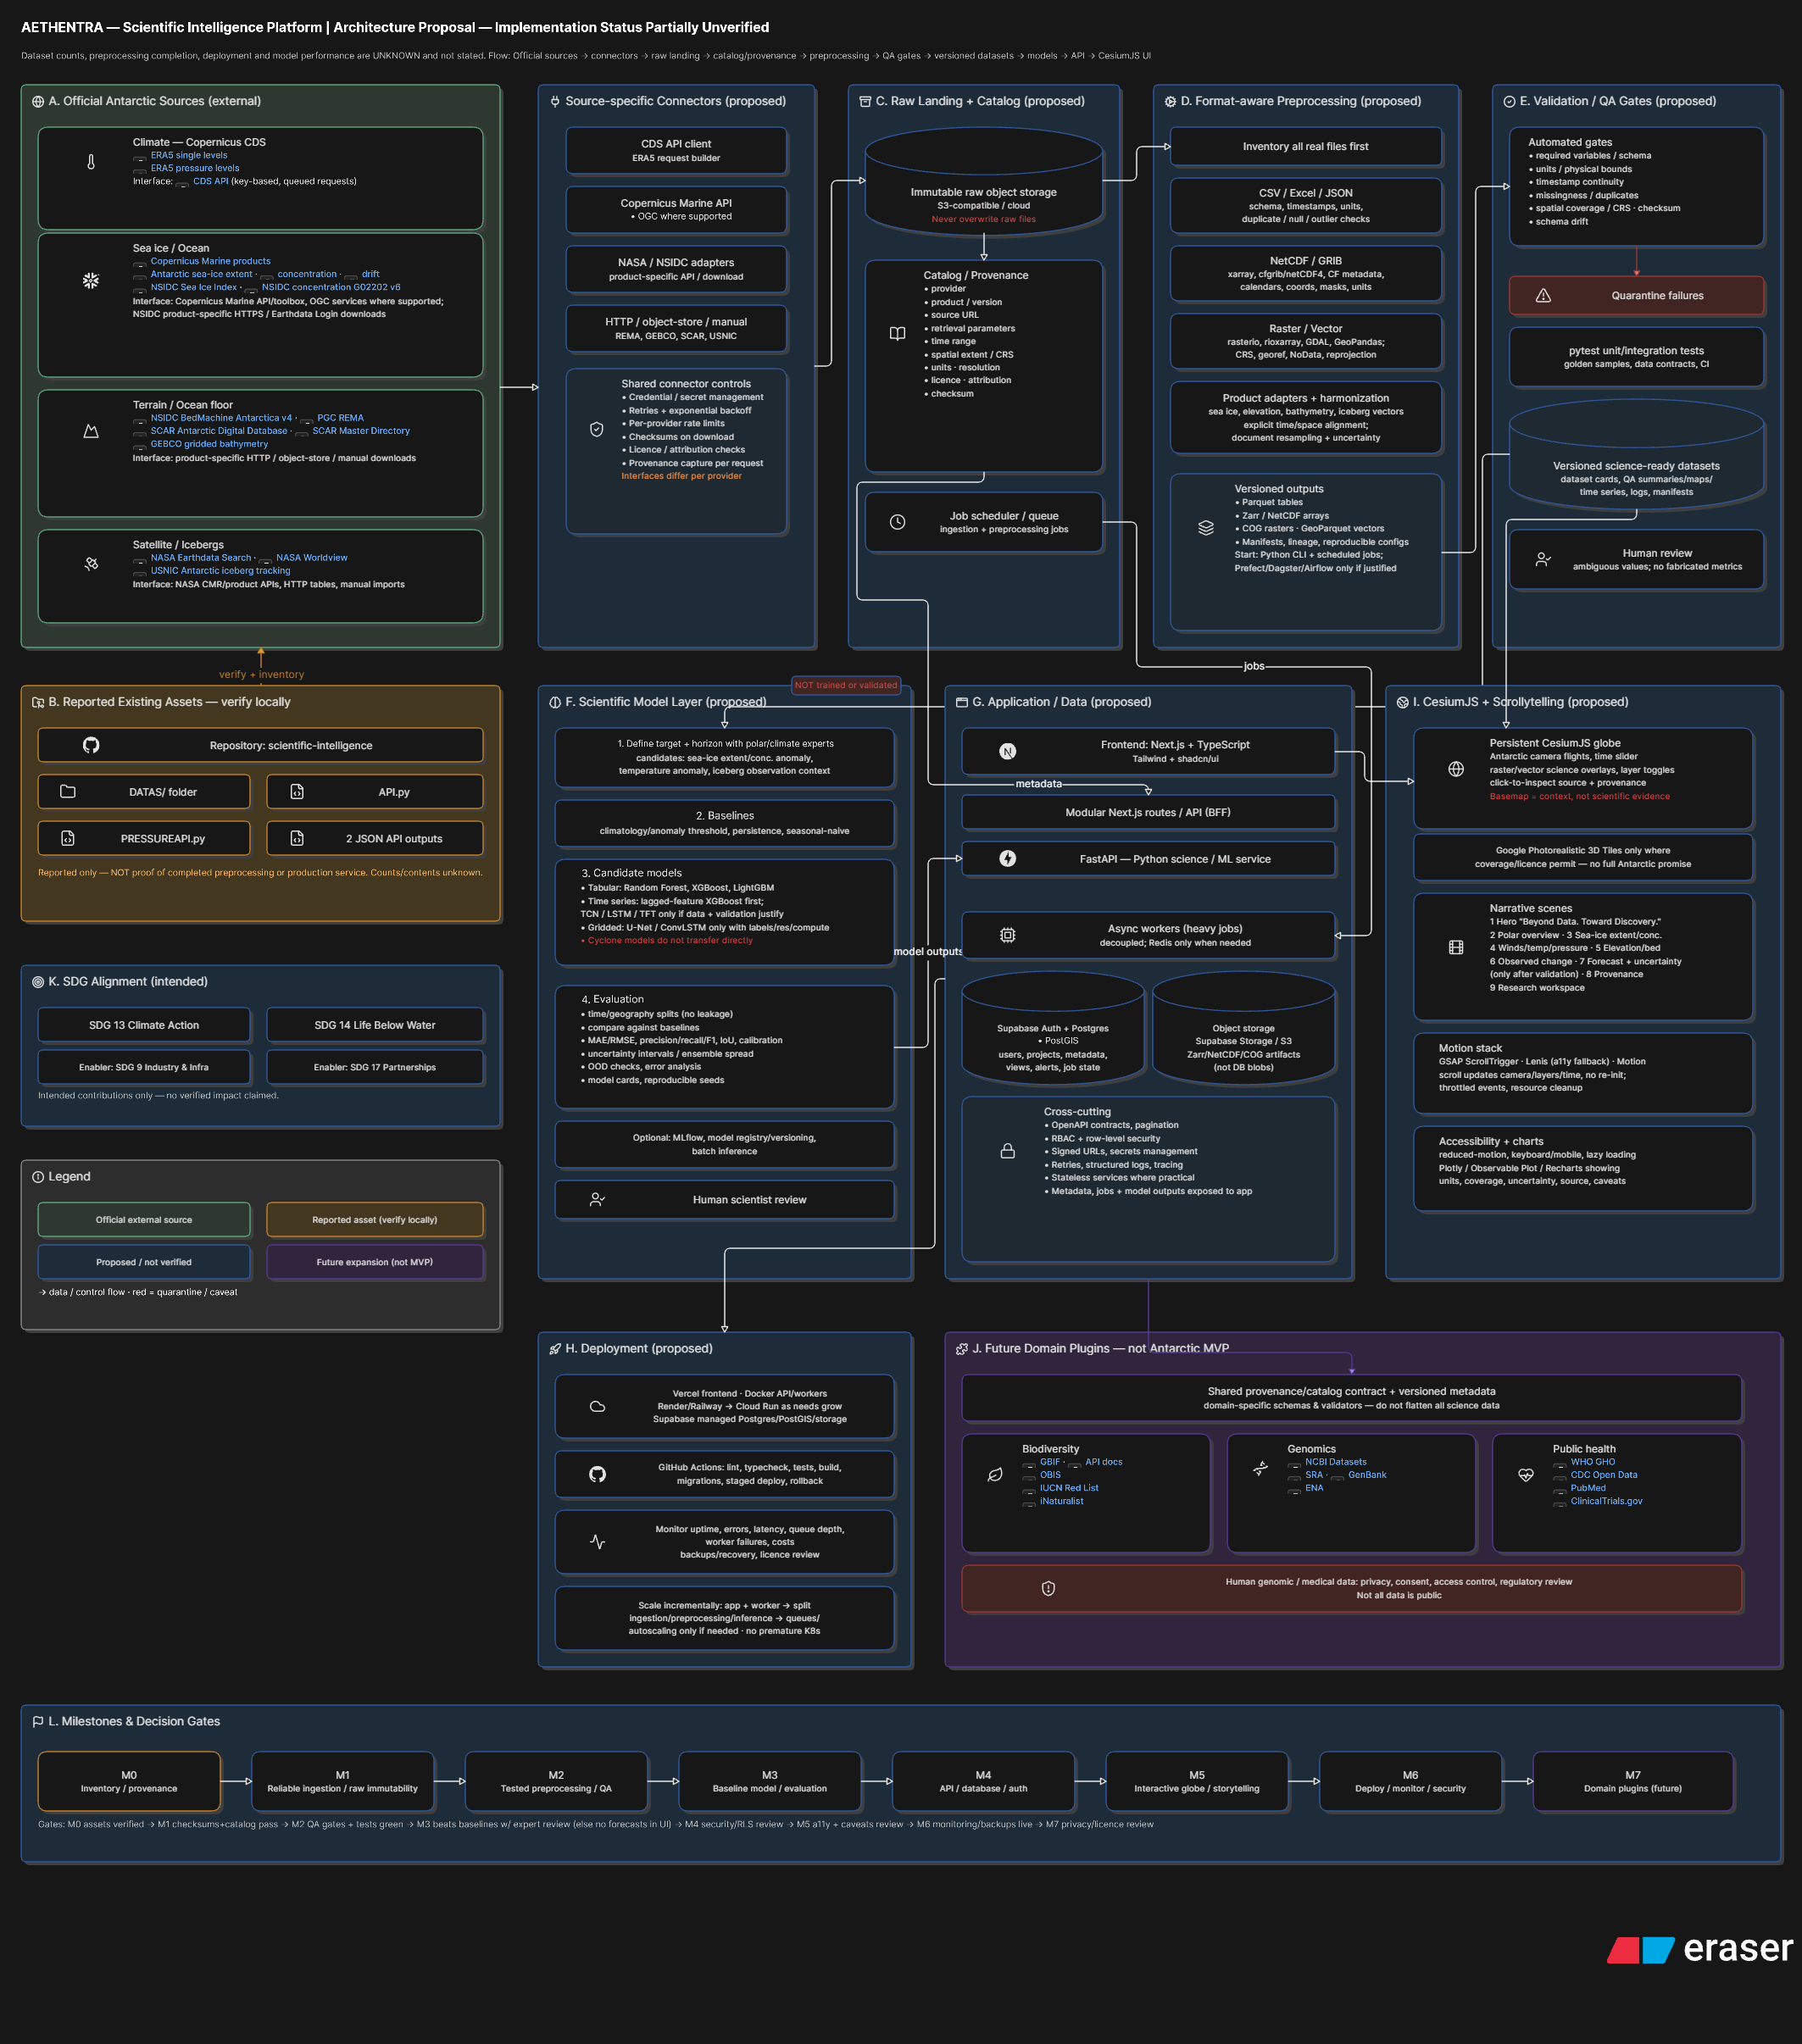 AETHENTRA — Scientific Intelligence Platform | Architecture Proposal — Implementation Status Partially Unverified
Dataset counts, preprocessing completion, deployment and model performance are UNKNOWN and not stated. Flow: Official sources → connectors → raw landing → catalog/provenance → preprocessing → QA gates → versioned datasets → models → API → CesiumJS UI
A. Official Antarctic Sources (external)
Climate — Copernicus CDS
ERA5 single levels
ERA5 pressure levels
Interface: CDS API (key-based, queued requests)
Sea ice / Ocean
Copernicus Marine products
Antarctic sea-ice extent · concentration · drift
NSIDC Sea Ice Index · NSIDC concentration G02202 v6
Interface: Copernicus Marine API/toolbox, OGC services where supported;
NSIDC product-specific HTTPS / Earthdata Login downloads
Terrain / Ocean floor
NSIDC BedMachine Antarctica v4 · PGC REMA
SCAR Antarctic Digital Database · SCAR Master Directory
GEBCO gridded bathymetry
Interface: product-specific HTTP / object-store / manual downloads
Satellite / Icebergs
NASA Earthdata Search · NASA Worldview
USNIC Antarctic iceberg tracking
Interface: NASA CMR/product APIs, HTTP tables, manual imports
Source-specific Connectors (proposed)
CDS API client
ERA5 request builder
Copernicus Marine API
• OGC where supported
NASA / NSIDC adapters
product-specific API / download
HTTP / object-store / manual
REMA, GEBCO, SCAR, USNIC
Shared connector controls
• Credential / secret management
• Retries + exponential backoff
• Per-provider rate limits
• Checksums on download
• Licence / attribution checks
• Provenance capture per request
Interfaces differ per provider
C. Raw Landing + Catalog (proposed)
Immutable raw object storage
S3-compatible / cloud
Never overwrite raw files
Catalog / Provenance
• provider
• product / version
• source URL
• retrieval parameters
• time range
• spatial extent / CRS
• units · resolution
• licence · attribution
• checksum
Job scheduler / queue
ingestion + preprocessing jobs
D. Format-aware Preprocessing (proposed)
Inventory all real files first
CSV / Excel / JSON
schema, timestamps, units,
duplicate / null / outlier checks
NetCDF / GRIB
xarray, cfgrib/netCDF4, CF metadata,
calendars, coords, masks, units
Raster / Vector
rasterio, rioxarray, GDAL, GeoPandas;
CRS, georef, NoData, reprojection
Product adapters + harmonization
sea ice, elevation, bathymetry, iceberg vectors
explicit time/space alignment;
document resampling + uncertainty
Versioned outputs
• Parquet tables
• Zarr / NetCDF arrays
• COG rasters · GeoParquet vectors
• Manifests, lineage, reproducible configs
Start: Python CLI + scheduled jobs;
Prefect/Dagster/Airflow only if justified
E. Validation / QA Gates (proposed)
Automated gates
• required variables / schema
• units / physical bounds
• timestamp continuity
• missingness / duplicates
• spatial coverage / CRS · checksum
• schema drift
Quarantine failures
pytest unit/integration tests
golden samples, data contracts, CI
Versioned science-ready datasets
dataset cards, QA summaries/maps/
time series, logs, manifests
Human review
ambiguous values; no fabricated metrics
verify + inventory
jobs
B. Reported Existing Assets — verify locally
Repository: scientific-intelligence
DATAS/ folder
API.py
PRESSUREAPI.py
2 JSON API outputs
Reported only — NOT proof of completed preprocessing or production service. Counts/contents unknown.
K. SDG Alignment (intended)
SDG 13 Climate Action
SDG 14 Life Below Water
Enabler: SDG 9 Industry & Infra
Enabler: SDG 17 Partnerships
Intended contributions only — no verified impact claimed.
Legend
Official external source
Reported asset (verify locally)
Proposed / not verified
Future expansion (not MVP)
→ data / control flow · red = quarantine / caveat
NOT trained or validated
F. Scientific Model Layer (proposed)
1. Define target + horizon with polar/climate experts
candidates: sea-ice extent/conc. anomaly,
temperature anomaly, iceberg observation context
2. Baselines
climatology/anomaly threshold, persistence, seasonal-naive
3. Candidate models
• Tabular: Random Forest, XGBoost, LightGBM
• Time series: lagged-feature XGBoost first;
TCN / LSTM / TFT only if data + validation justify
• Gridded: U-Net / ConvLSTM only with labels/res/compute
• Cyclone models do not transfer directly
4. Evaluation
• time/geography splits (no leakage)
• compare against baselines
• MAE/RMSE, precision/recall/F1, IoU, calibration
• uncertainty intervals / ensemble spread
• OOD checks, error analysis
• model cards, reproducible seeds
Optional: MLflow, model registry/versioning,
batch inference
Human scientist review
model outputs
G. Application / Data (proposed)
Frontend: Next.js + TypeScript
Tailwind + shadcn/ui
metadata
Modular Next.js routes / API (BFF)
FastAPI — Python science / ML service
Async workers (heavy jobs)
decoupled; Redis only when needed
Supabase Auth + Postgres
• PostGIS
users, projects, metadata,
views, alerts, job state
Object storage
Supabase Storage / S3
Zarr/NetCDF/COG artifacts
(not DB blobs)
Cross-cutting
• OpenAPI contracts, pagination
• RBAC + row-level security
• Signed URLs, secrets management
• Retries, structured logs, tracing
• Stateless services where practical
• Metadata, jobs + model outputs exposed to app
I. CesiumJS + Scrollytelling (proposed)
Persistent CesiumJS globe
Antarctic camera flights, time slider
raster/vector science overlays, layer toggles
click-to-inspect source + provenance
Basemap = context, not scientific evidence
Google Photorealistic 3D Tiles only where
coverage/licence permit — no full Antarctic promise
Narrative scenes
1 Hero "Beyond Data. Toward Discovery."
2 Polar overview · 3 Sea-ice extent/conc.
4 Winds/temp/pressure · 5 Elevation/bed
6 Observed change · 7 Forecast + uncertainty
(only after validation) · 8 Provenance
9 Research workspace
Motion stack
GSAP ScrollTrigger · Lenis (a11y fallback) · Motion
scroll updates camera/layers/time, no re-init;
throttled events, resource cleanup
Accessibility + charts
reduced-motion, keyboard/mobile, lazy loading
Plotly / Observable Plot / Recharts showing
units, coverage, uncertainty, source, caveats
H. Deployment (proposed)
Vercel frontend · Docker API/workers
Render/Railway → Cloud Run as needs grow
Supabase managed Postgres/PostGIS/storage
GitHub Actions: lint, typecheck, tests, build,
migrations, staged deploy, rollback
Monitor uptime, errors, latency, queue depth,
worker failures, costs
backups/recovery, licence review
Scale incrementally: app + worker → split
ingestion/preprocessing/inference → queues/
autoscaling only if needed · no premature K8s
J. Future Domain Plugins — not Antarctic MVP
Shared provenance/catalog contract + versioned metadata
domain-specific schemas & validators — do not flatten all science data
Biodiversity
GBIF · API docs
OBIS
IUCN Red List
iNaturalist
Genomics
NCBI Datasets
SRA · GenBank
ENA
Public health
WHO GHO
CDC Open Data
PubMed
ClinicalTrials.gov
Human genomic / medical data: privacy, consent, access control, regulatory review
Not all data is public
L. Milestones & Decision Gates
M0
Inventory / provenance
M1
Reliable ingestion / raw immutability
M2
Tested preprocessing / QA
M3
Baseline model / evaluation
M4
API / database / auth
M5
Interactive globe / storytelling
M6
Deploy / monitor / security
M7
Domain plugins (future)
Gates: M0 assets verified → M1 checksums+catalog pass → M2 QA gates + tests green → M3 beats baselines w/ expert review (else no forecasts in UI) → M4 security/RLS review → M5 a11y + caveats review → M6 monitoring/backups live → M7 privacy/licence review
eraser